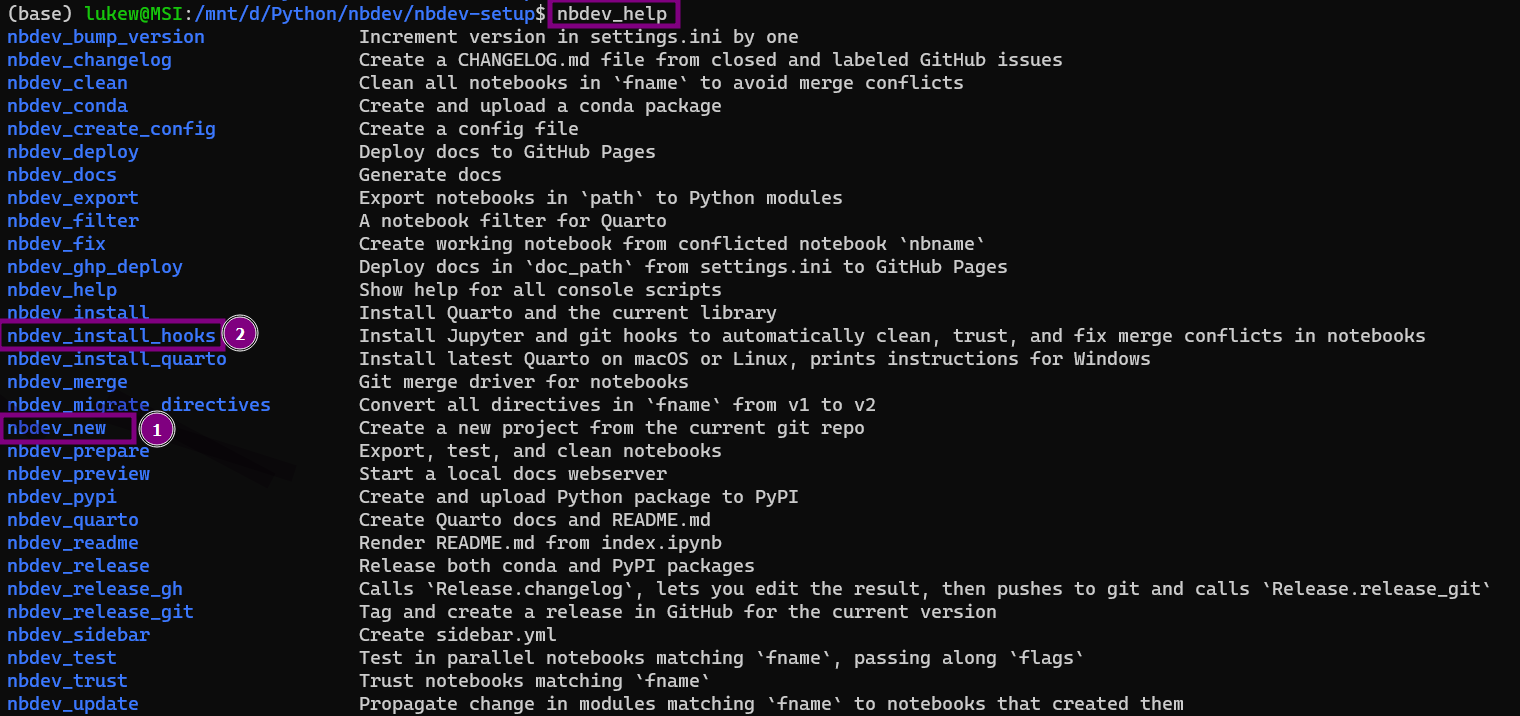 (base) lukew@MSI:/mnt/d/Python/nbdev/nbdev-setup$ nbdev_help
nbdev_bump_version Increment version in settings.ini by one
nbdev_changelog Create a CHANGELOG.md file from closed and labeled GitHub issues
nbdev_clean Clean all notebooks in `fname` to avoid merge conflicts
nbdev_conda Create and upload a conda package
nbdev_create_config Create a config file
nbdev_deploy Deploy docs to GitHub Pages
nbdev_docs Generate docs
nbdev_export Export notebooks in `path` to Python modules
nbdev_filter A notebook filter for Quarto
nbdev_fix Create working notebook from conflicted notebook `nbname`
nbdev_ghp_deploy Deploy docs in `doc_path` from settings.ini to GitHub Pages
nbdev_help Show help for all console scripts
nbdev_install Install Quarto and the current library
nbdev_install_hooks 2 Install Jupyter and git hooks to automatically clean, trust, and fix merge conflicts in notebooks
nbdev_install_quarto Install latest Quarto on macOS or Linux, prints instructions for Windows
nbdev_merge Git merge driver for notebooks
nbdev_migrate_directives Convert all directives in `fname` from v1 to v2
nbdev_new 1 Create a new project from the current git repo
nbdev_prepare Export, test, and clean notebooks
nbdev_preview Start a local docs webserver
nbdev_pypi Create and upload Python package to PyPI
nbdev_quarto Create Quarto docs and README.md
nbdev_readme Render README.md from index.ipynb
nbdev_release Release both conda and PyPI packages
nbdev_release_gh Calls `Release.changelog`, lets you edit the result, then pushes to git and calls `Release.release_git`
nbdev_release_git Tag and create a release in GitHub for the current version
nbdev_sidebar Create sidebar.yml
nbdev_test Test in parallel notebooks matching `fname`, passing along `flags`
nbdev_trust Trust notebooks matching `fname`
nbdev_update Propagate change in modules matching `fname` to notebooks that created them